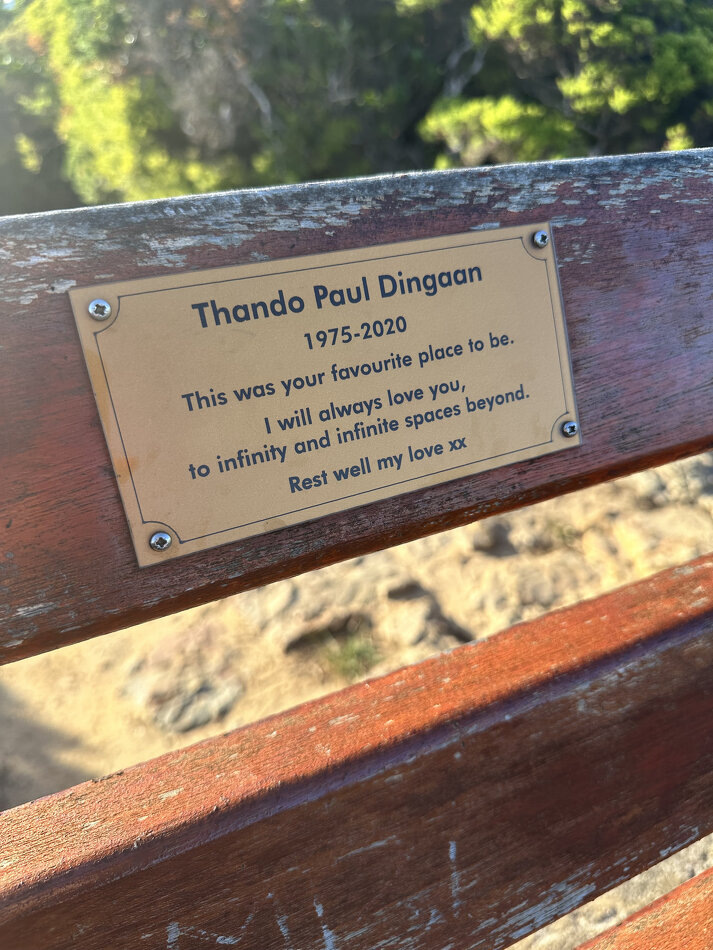 Thando Paul Dingaan
1975-2020
This was your favourite place to be.
I will always love you,
to infinity and infinite spaces beyond.
Rest well my love xx